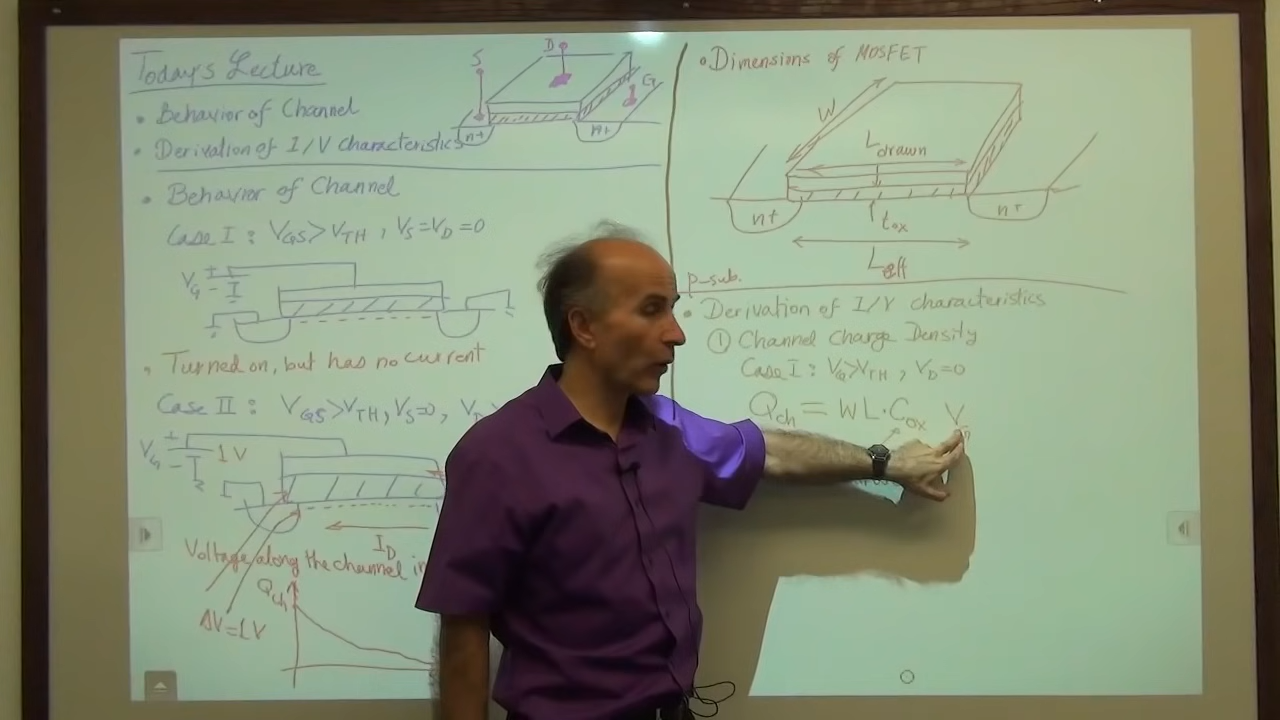 Today's Lecture
• Behavior of Channel
• Derivation of I/V characteristics
S
D
G
n+
n+
• Behavior of Channel
Case I : VGS>VTH , VS=VD=0
VG
+
-
• Turned on, but has no current
Case II : VGS>VTH, VS=0,
VG
+
-
1V
ID
Voltage along the channel
Qch
ΔV=1V
• Dimensions of MOSFET
W
Ldrawn
n+
tox
n+
Leff
p-sub.
• Derivation of I/V characteristics
① Channel Charge Density
Case I : VG>VTH , VD=0
Qch = WL·Cox V